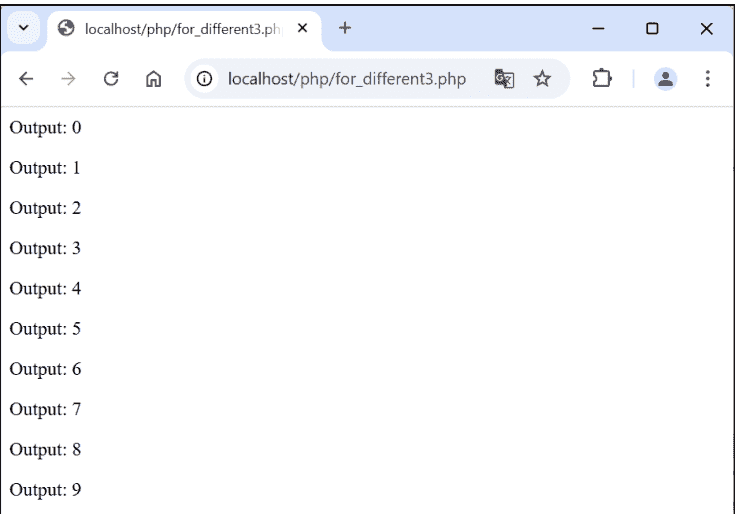 localhost/php/for_different3.ph
localhost/php/for_different3.php
Output: 0
Output: 1
Output: 2
Output: 3
Output: 4
Output: 5
Output: 6
Output: 7
Output: 8
Output: 9